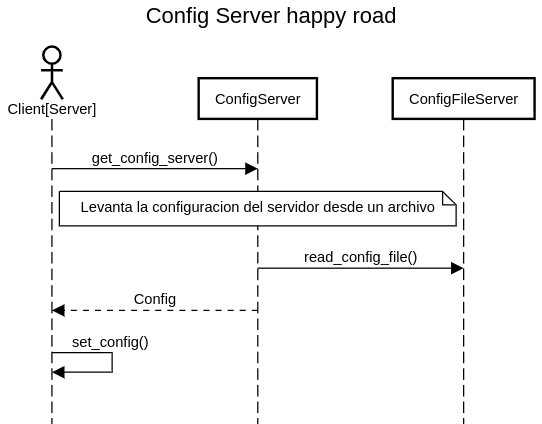 Config Server happy road
Client[Server]
ConfigServer
ConfigFileServer
get_config_server()
Levanta la configuracion del servidor desde un archivo
read_config_file()
Config
set_config()